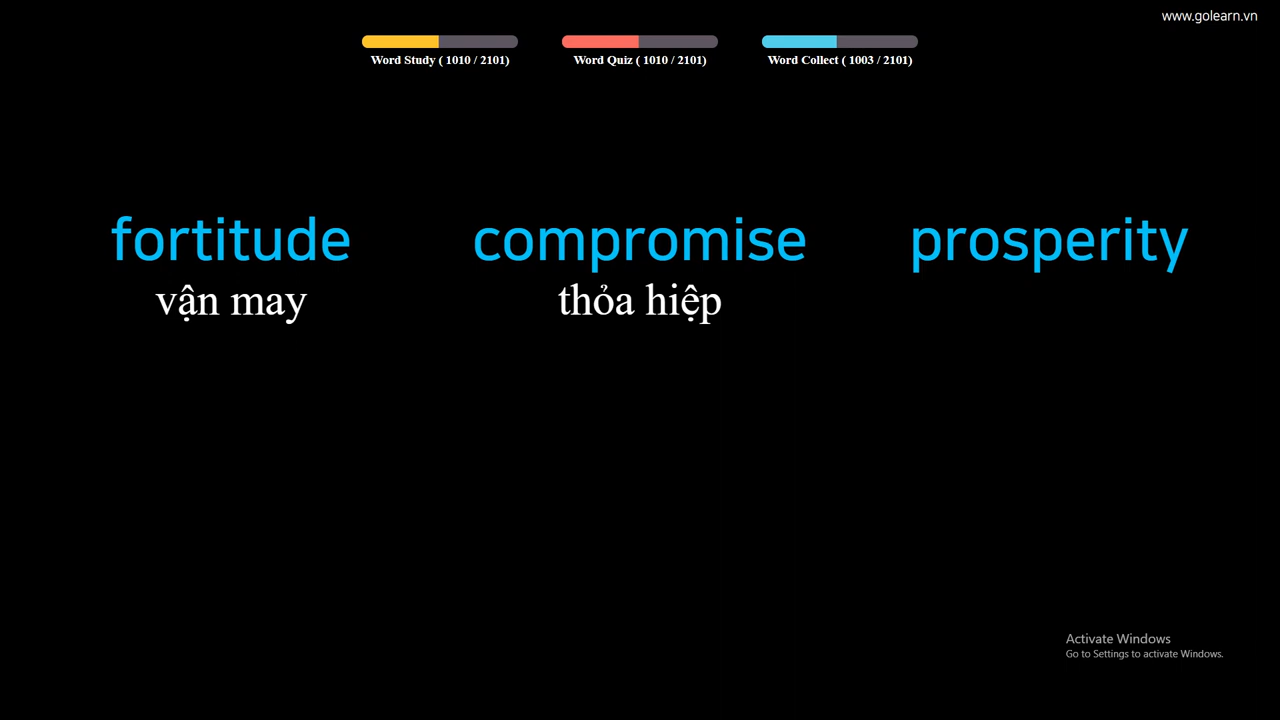 www.golearn.vn
Word Study ( 1010 / 2101) Word Quiz ( 1010 / 2101) Word Collect ( 1003 / 2101)
fortitude compromise prosperity
vận may thỏa hiệp
Activate Windows
Go to Settings to activate Windows.